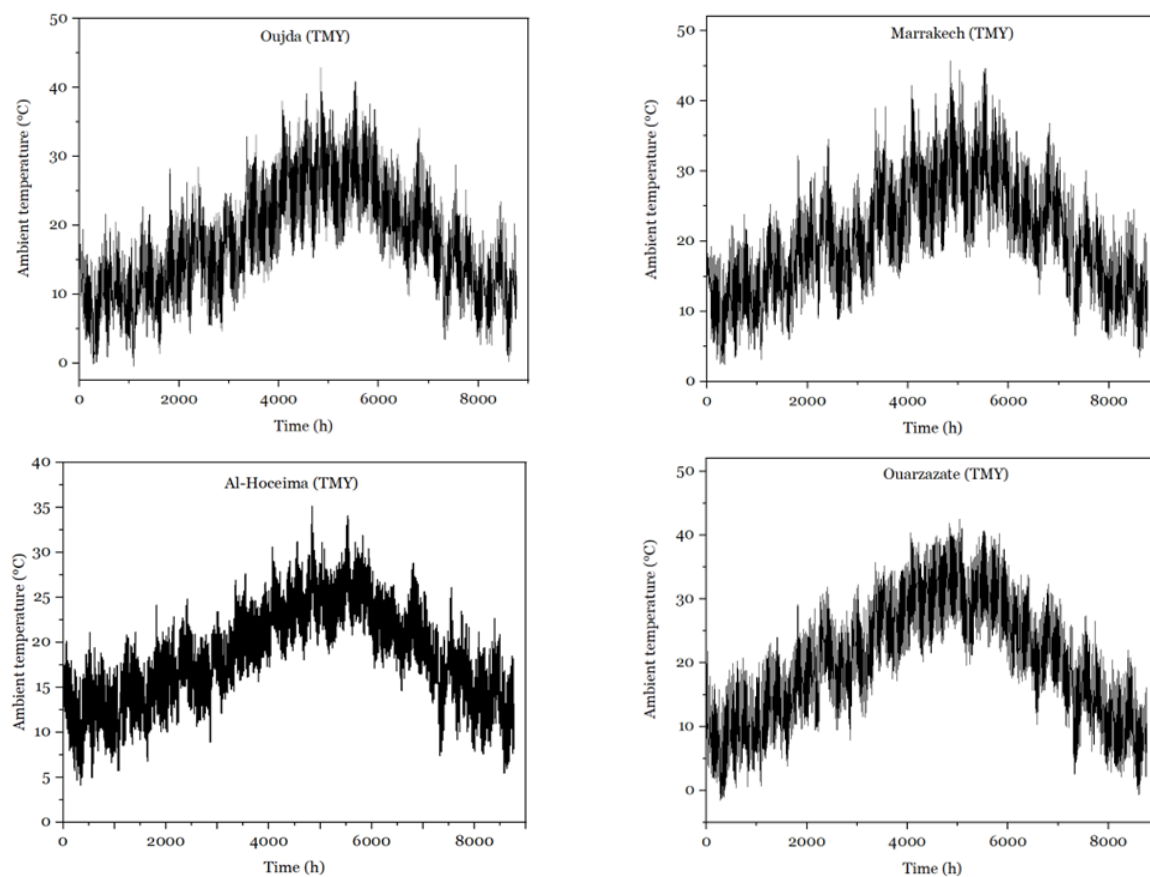 Oujda (TMY)
Ambient temperature (°C)
50
40
30
20
10
0
0 2000 4000 6000 8000
Time (h)
Marrakech (TMY)
Ambient temperature (°C)
50
40
30
20
10
0
0 2000 4000 6000 8000
Time (h)
Al-Hoceima (TMY)
Ambient temperature (°C)
40
35
30
25
20
15
10
5
0
0 2000 4000 6000 8000
Time (h)
Ouarzazate (TMY)
Ambient temperature (°C)
50
40
30
20
10
0
0 2000 4000 6000 8000
Time (h)